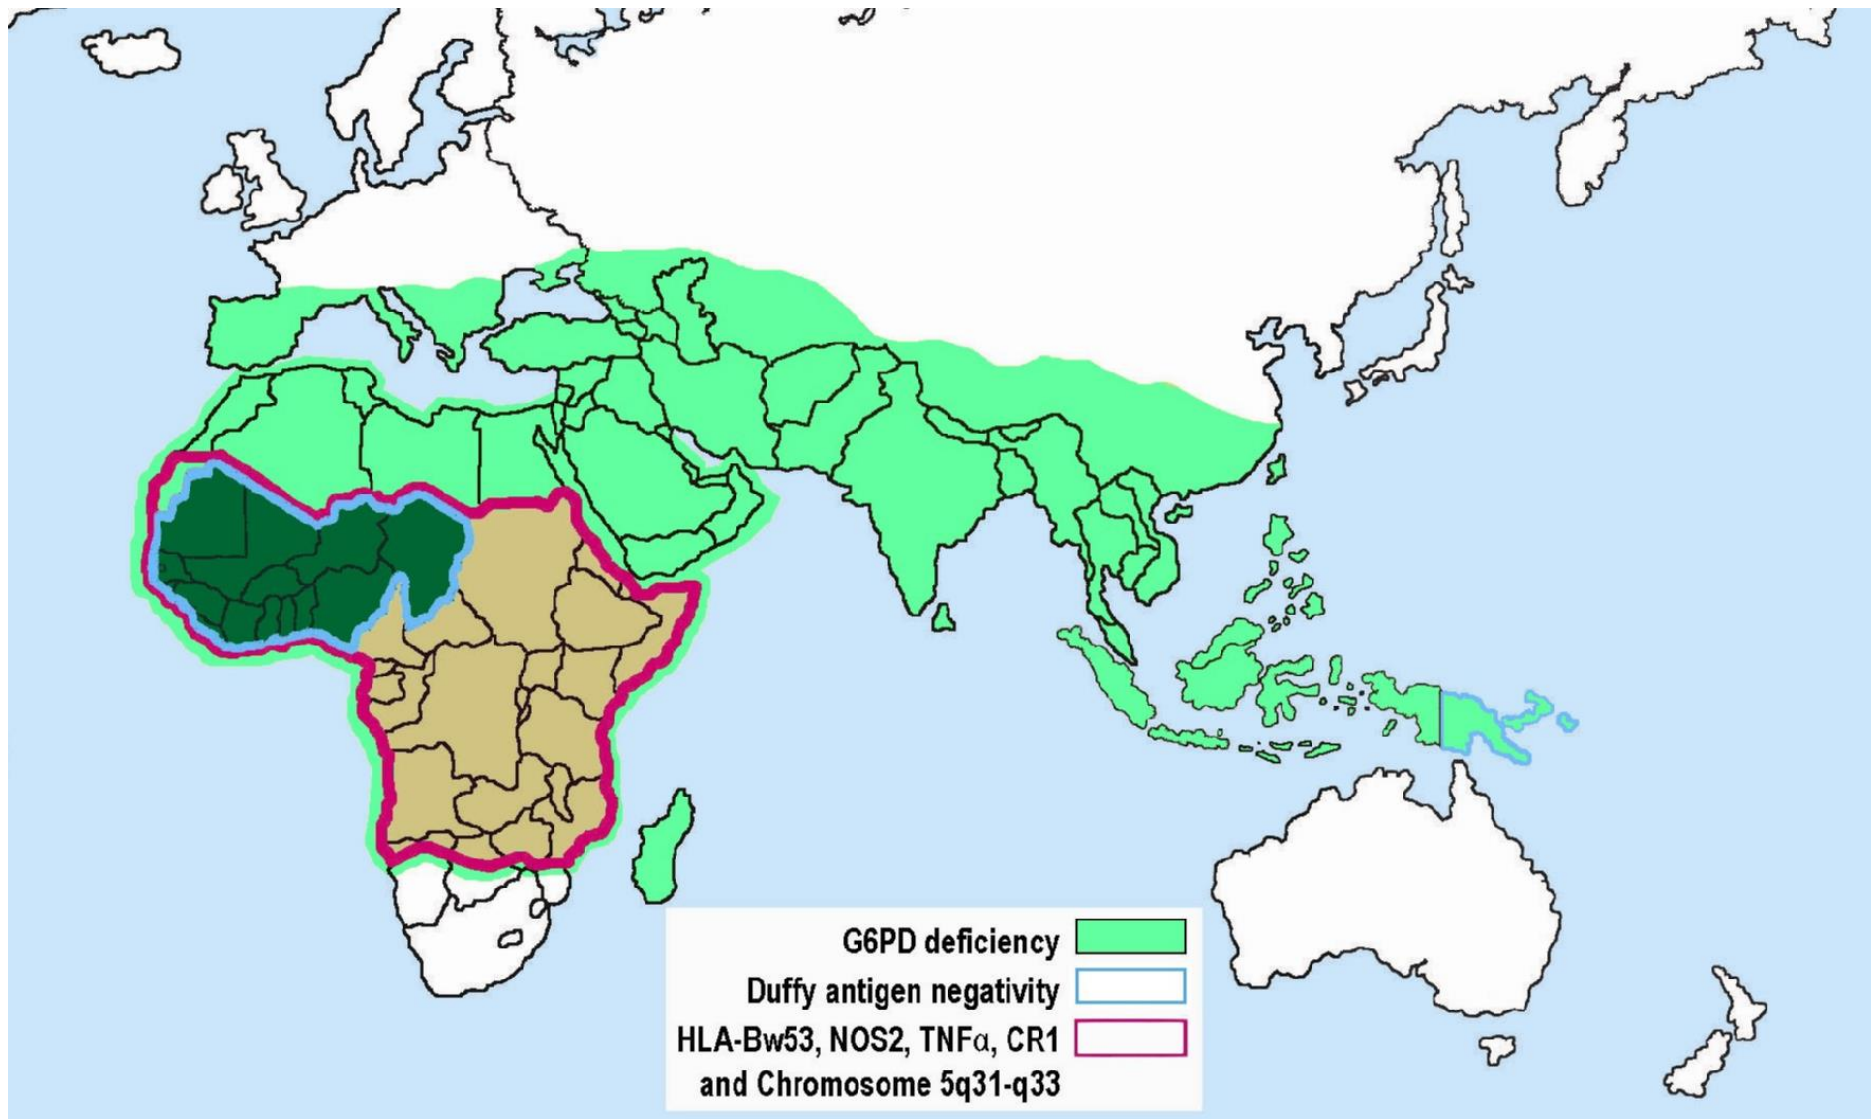 G6PD deficiency
Duffy antigen negativity
HLA-Bw53, NOS2, TNFα, CR1
and Chromosome 5q31-q33